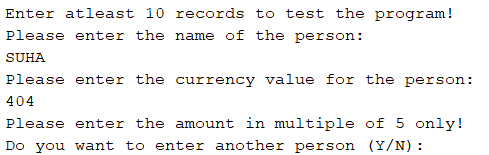 Enter atleast 10 records to test the program!
Please enter the name of the person:
SUHA
Please enter the currency value for the person:
404
Please enter the amount in multiple of 5 only!
Do you want to enter another person (Y/N):